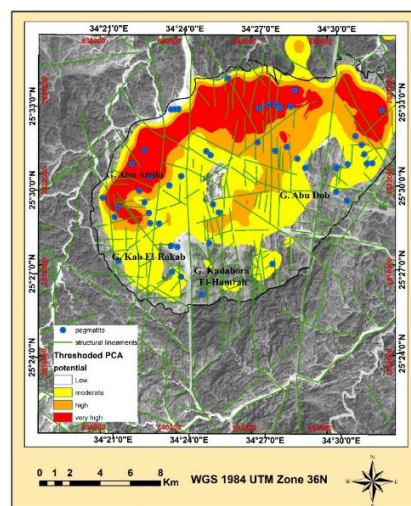 34°21'0"E 34°24'0"E 34°27'0"E 34°30'0"E
25°33'0"N
25°30'0"N
25°27'0"N
25°24'0"N
25°33'0"N
25°30'0"N
25°27'0"N
25°24'0"N
G. Abu Ateila
G. Abu Dob
G. Kab El-Rakab
G. Kadabora
El-Hamrah
pegmatite
structural lineaments
Threshoded PCA
potential
Low
moderate
high
very high
34°21'0"E 34°24'0"E 34°27'0"E 34°30'0"E
0 1 2 4 6 8
Km
WGS 1984 UTM Zone 36N
N